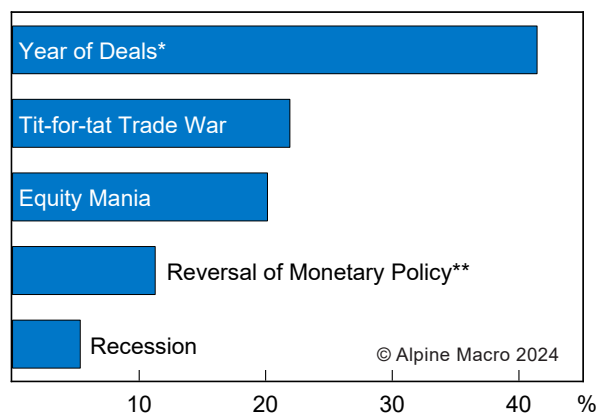 Year of Deals*
Tit-for-tat Trade War
Equity Mania
Reversal of Monetary Policy**
Recession
© Alpine Macro 2024
10 20 30 40 %